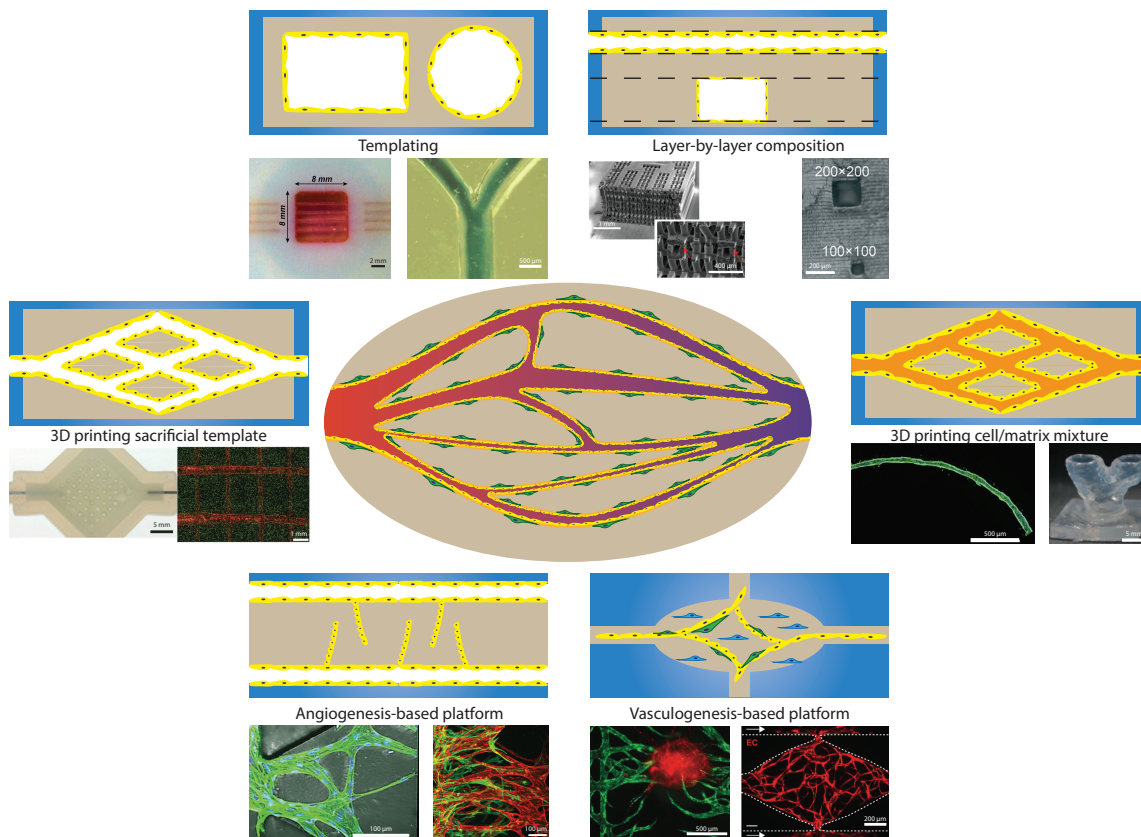 Templating
Layer-by-layer composition
8 mm
8 mm
2 mm
500 µm
1 mm
400 µm
200×200
100×100
200 µm
3D printing sacrificial template
3D printing cell/matrix mixture
5 mm
1 mm
500 µm
5 mm
Angiogenesis-based platform
Vasculogenesis-based platform
100 µm
100 µm
500 µm
EC
200 µm